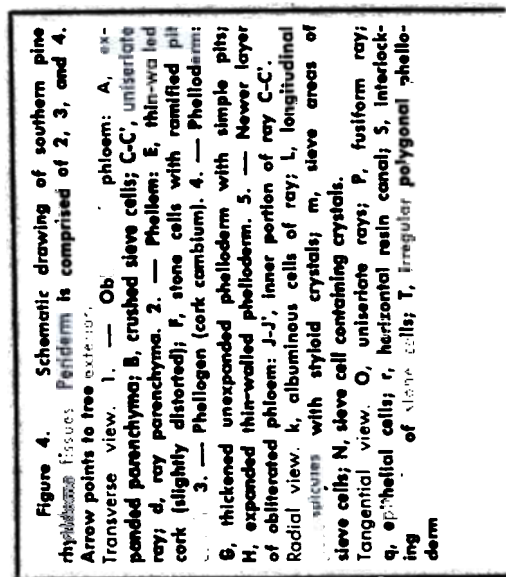 Figure 4. Schematic drawing of southern pine
tissues Periderm is comprised of 2, 3, and 4.
Arrow points to tree exterior.
Transverse view. 1. — phloem: A, ex-
panded parenchyma; B, crushed sieve cells; C-C', uniseriate
ray; d, ray parenchyma. 2. — Phellem: E, thin-walled
cork (slightly distorted); F, stone cells with ramified pit
3. — Phellogen (cork cambium). 4. — Phelloderm:
G, thickened unexpanded phelloderm with simple pits;
H, expanded thin-walled phelloderm. 5. — Newer layer
of obliterated phloem: J-J', inner portion of ray C-C'.
Radial view. k, albuminous cells of ray; L, longitudinal
with styloid crystals; m, sieve areas of
sieve cells; N, sieve cell containing crystals.
Tangential view. O, uniseriate rays; P, fusiform ray;
q, epithelial cells; r, horizontal resin canal; S, interlock-
ing of stone cells; T, irregular polygonal phello-
derm